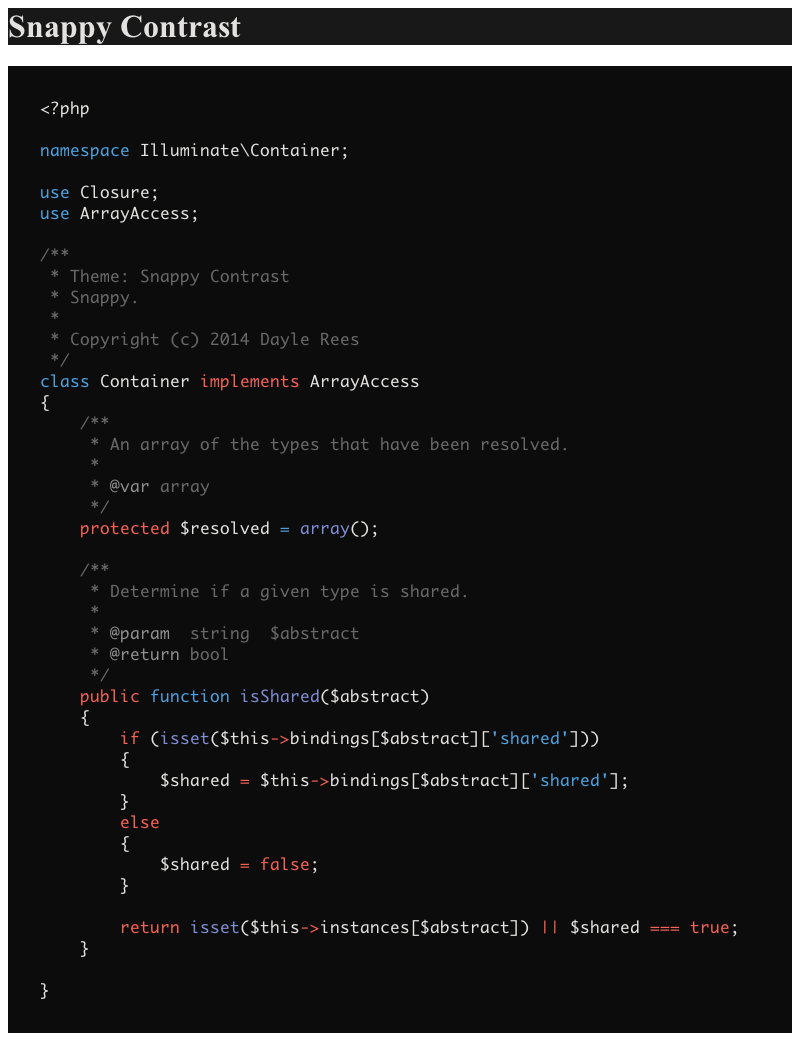 Snappy Contrast
<?php
namespace Illuminate\Container;
use Closure;
use ArrayAccess;
/**
 * Theme: Snappy Contrast
 * Snappy.
 *
 * Copyright (c) 2014 Dayle Rees
 */
class Container implements ArrayAccess
{
    /**
     * An array of the types that have been resolved.
     *
     * @var array
     */
    protected $resolved = array();
    /**
     * Determine if a given type is shared.
     *
     * @param  string  $abstract
     * @return bool
     */
    public function isShared($abstract)
    {
        if (isset($this->bindings[$abstract]['shared']))
        {
            $shared = $this->bindings[$abstract]['shared'];
        }
        else
        {
            $shared = false;
        }
        return isset($this->instances[$abstract]) || $shared === true;
    }
}